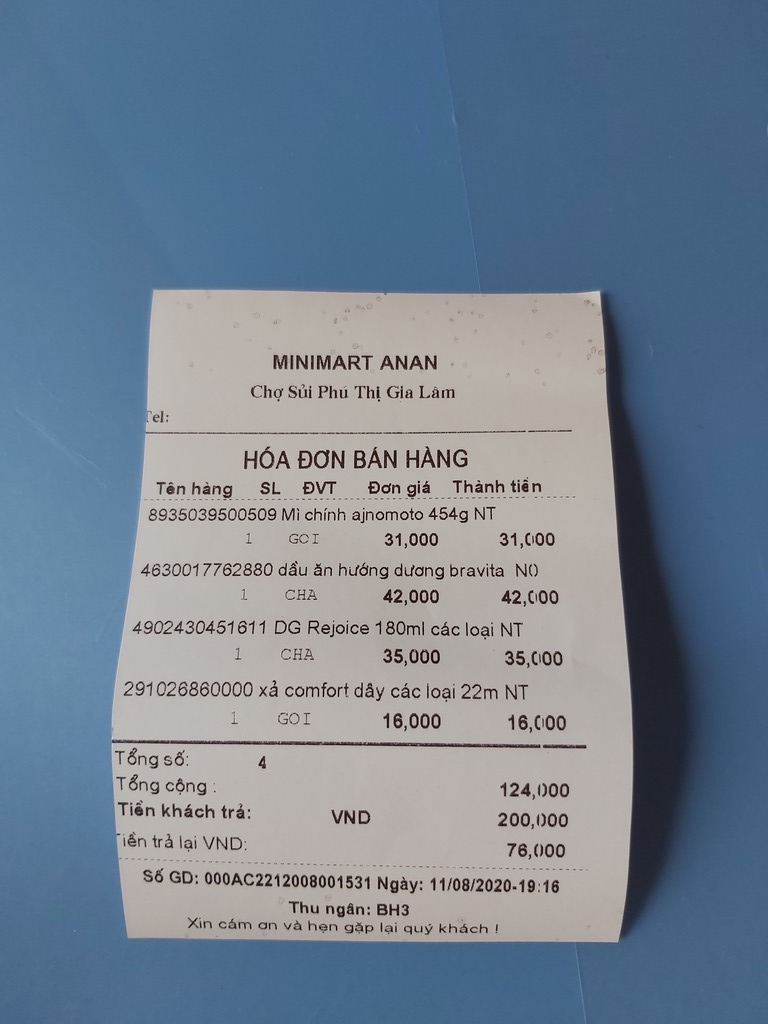 MINIMART ANAN
Chợ Sủi Phú Thị Gia Lâm
Tel:
HÓA ĐƠN BÁN HÀNG
Tên hàng SL ĐVT Đơn giá Thành tiền
8935039500509 Mì chính ajnomoto 454g NT
1 GOI 31,000 31,000
4630017762880 dầu ăn hướng dương bravita N0
1 CHA 42,000 42,000
4902430451611 DG Rejoice 180ml các loại NT
1 CHA 35,000 35,000
291026860000 xả comfort dây các loại 22m NT
1 GOI 16,000 16,000
Tổng số: 4
Tổng cộng : 124,000
Tiền khách trả: VND 200,000
Tiền trả lại VND: 76,000
Số GD: 000AC2212008001531 Ngày: 11/08/2020-19:16
Thu ngân: BH3
Xin cám ơn và hẹn gặp lại quý khách !